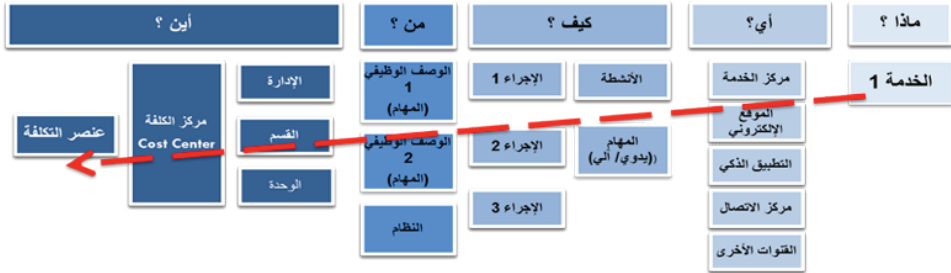 ماذا ؟
أي؟
كيف ؟
من ؟
أين ؟
الخدمة 1
مركز الخدمة
الموقع
الإلكتروني
التطبيق الذكي
مركز الاتصال
القنوات الأخرى
الأنشطة
المهام
((يدوي/ آلي)
الإجراء 1
الإجراء 2
الإجراء 3
الوصف الوظيفي
1
(المهام)
الوصف الوظيفي
2
(المهام)
النظام
الإدارة
القسم
الوحدة
مركز الكلفة
Cost Center
عنصر التكلفة